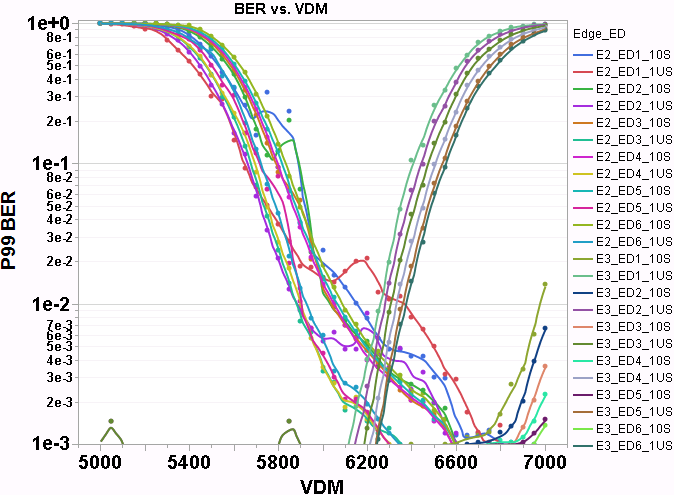 BER vs. VDM
P99 BER
1e+0
8e-1
6e-1
5e-1
4e-1
3e-1
2e-1
1e-1
8e-2
6e-2
5e-2
4e-2
3e-2
2e-2
1e-2
7e-3
6e-3
5e-3
4e-3
3e-3
2e-3
1e-3
5000 5400 5800 6200 6600 7000
VDM
Edge_ED
E2_ED1_10S
E2_ED1_1US
E2_ED2_10S
E2_ED2_1US
E2_ED3_10S
E2_ED3_1US
E2_ED4_10S
E2_ED4_1US
E2_ED5_10S
E2_ED5_1US
E2_ED6_10S
E2_ED6_1US
E3_ED1_10S
E3_ED1_1US
E3_ED2_10S
E3_ED2_1US
E3_ED3_10S
E3_ED3_1US
E3_ED4_10S
E3_ED4_1US
E3_ED5_10S
E3_ED5_1US
E3_ED6_10S
E3_ED6_1US